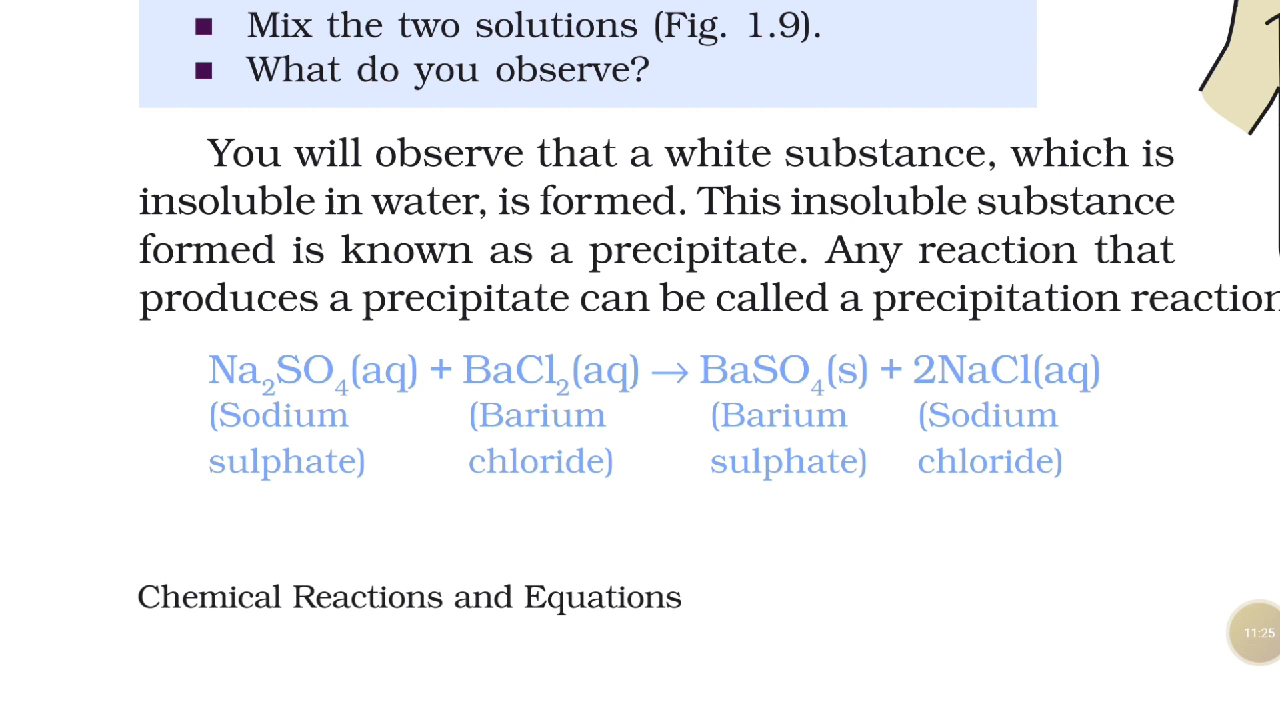 ■ Mix the two solutions (Fig. 1.9).
■ What do you observe?
You will observe that a white substance, which is
insoluble in water, is formed. This insoluble substance
formed is known as a precipitate. Any reaction that
produces a precipitate can be called a precipitation reaction
Na₂SO₄(aq) + BaCl₂(aq) → BaSO₄(s) + 2NaCl(aq)
(Sodium (Barium (Barium (Sodium
sulphate) chloride) sulphate) chloride)
Chemical Reactions and Equations
11:25